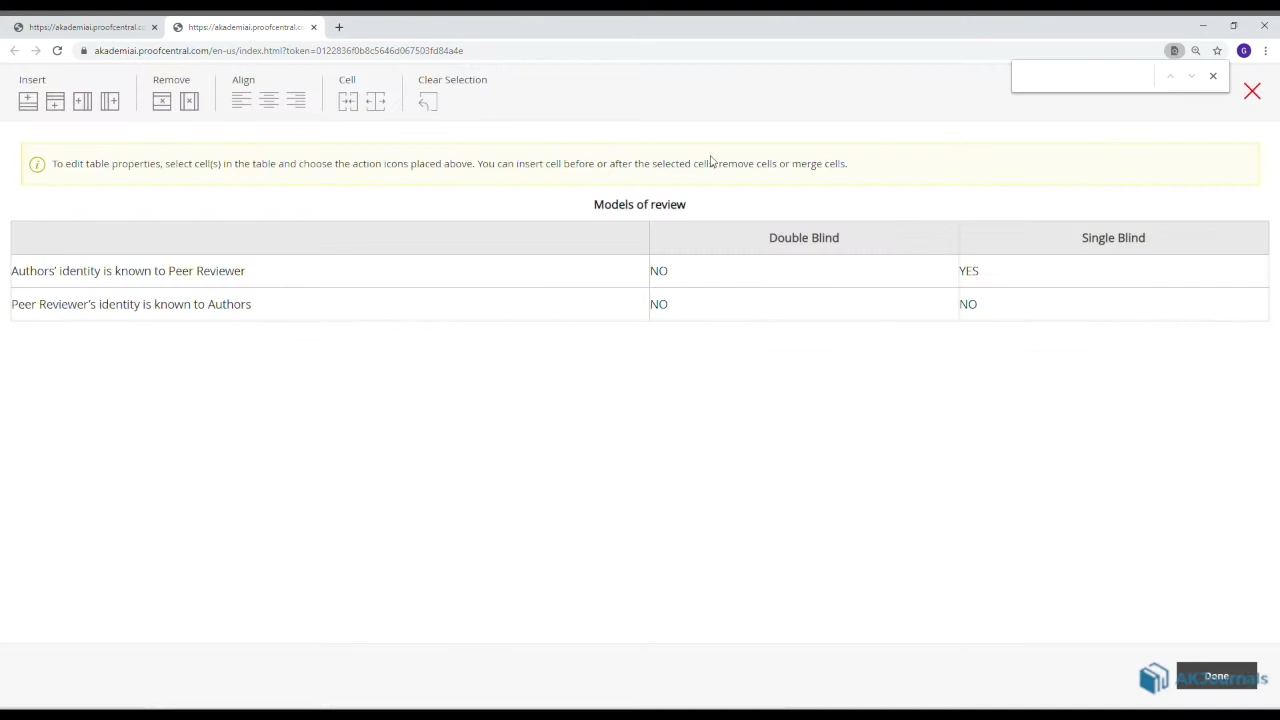 https://akademiai.proofcentral.co
https://akademiai.proofcentral.o
akademiai.proofcentral.com/en-us/index.html?token=0122836f0b8c5646d067503fd84a4e
G
Insert
Remove
Align
Cell
Clear Selection
To edit table properties, select cell(s) in the table and choose the action icons placed above. You can insert cell before or after the selected cell, remove cells or merge cells.
Models of review
Double Blind
Single Blind
Authors' identity is known to Peer Reviewer
NO
YES
Peer Reviewer's identity is known to Authors
NO
NO
Done
AKJournals